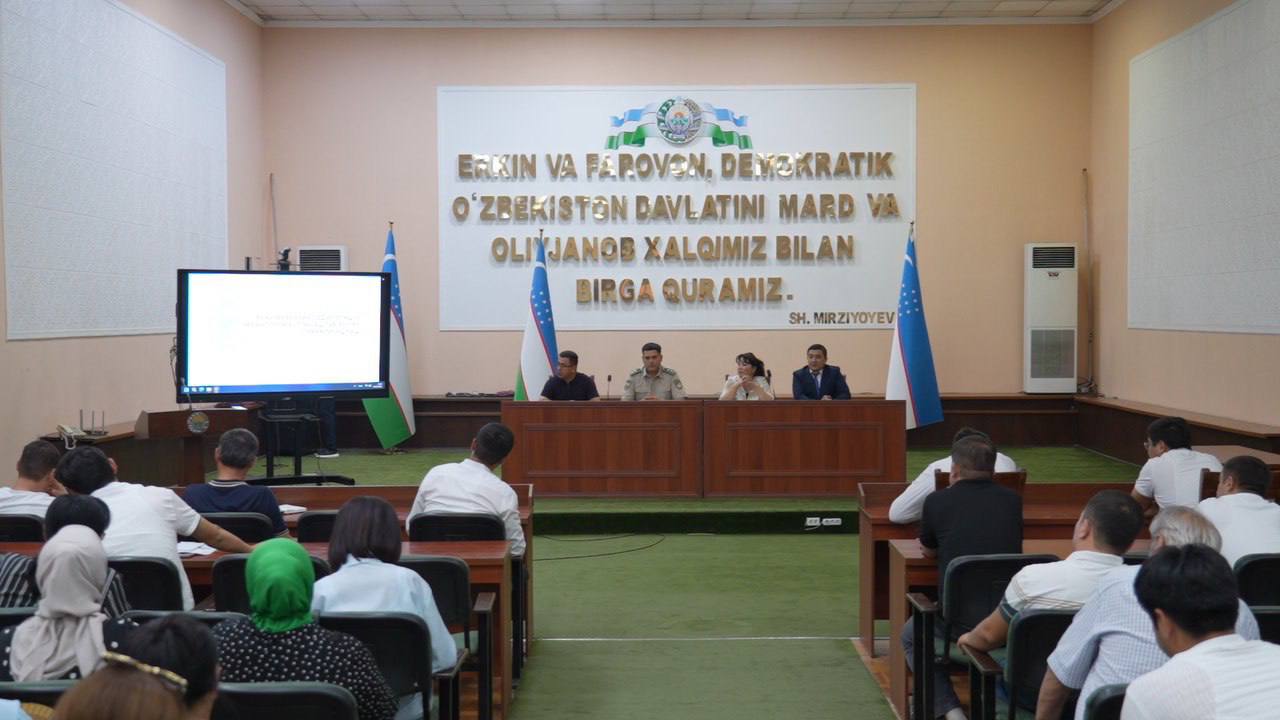 ERKIN VA FAROVON, DEMOKRATIK
O‘ZBEKISTON DAVLATINI MARD VA
OLIYJANOB XALQIMIZ BILAN
BIRGA QURAMIZ.
SH. MIRZIYOYEV